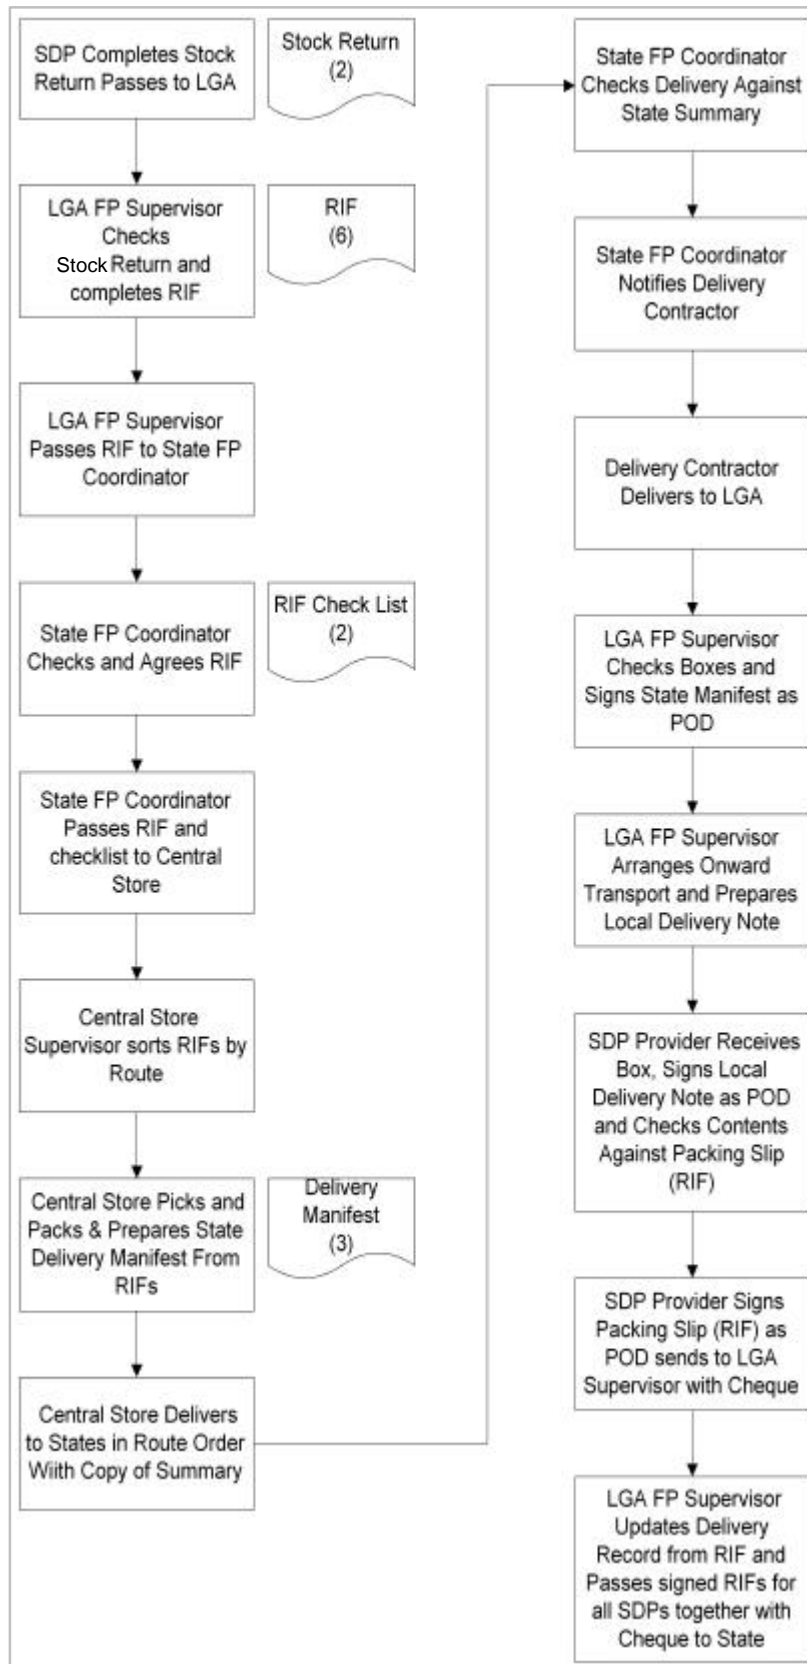 SDP Completes Stock
Return Passes to LGA
Stock Return
(2)
LGA FP Supervisor
Checks
Stock Return and
completes RIF
RIF
(6)
LGA FP Supervisor
Passes RIF to State FP
Coordinator
State FP Coordinator
Checks and Agrees RIF
RIF Check List
(2)
State FP Coordinator
Passes RIF and
checklist to Central
Store
Central Store
Supervisor sorts RIFs by
Route
Central Store Picks and
Packs & Prepares State
Delivery Manifest From
RIFs
Delivery
Manifest
(3)
Central Store Delivers
to States in Route Order
Wiith Copy of Summary
State FP Coordinator
Checks Delivery Against
State Summary
State FP Coordinator
Notifies Delivery
Contractor
Delivery Contractor
Delivers to LGA
LGA FP Supervisor
Checks Boxes and
Signs State Manifest as
POD
LGA FP Supervisor
Arranges Onward
Transport and Prepares
Local Delivery Note
SDP Provider Receives
Box, Signs Local
Delivery Note as POD
and Checks Contents
Against Packing Slip
(RIF)
SDP Provider Signs
Packing Slip (RIF) as
POD sends to LGA
Supervisor with Cheque
LGA FP Supervisor
Updates Delivery
Record from RIF and
Passes signed RIFs for
all SDPs together with
Cheque to State